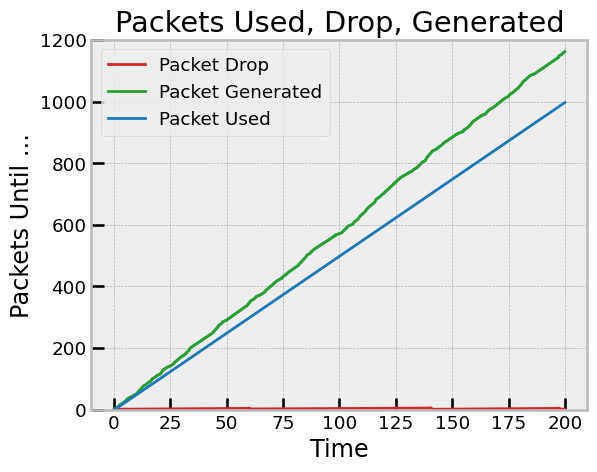 Packets Used, Drop, Generated
Packet Drop
Packet Generated
Packet Used
Packets Until ...
1200
1000
800
600
400
200
0
0 25 50 75 100 125 150 175 200
Time